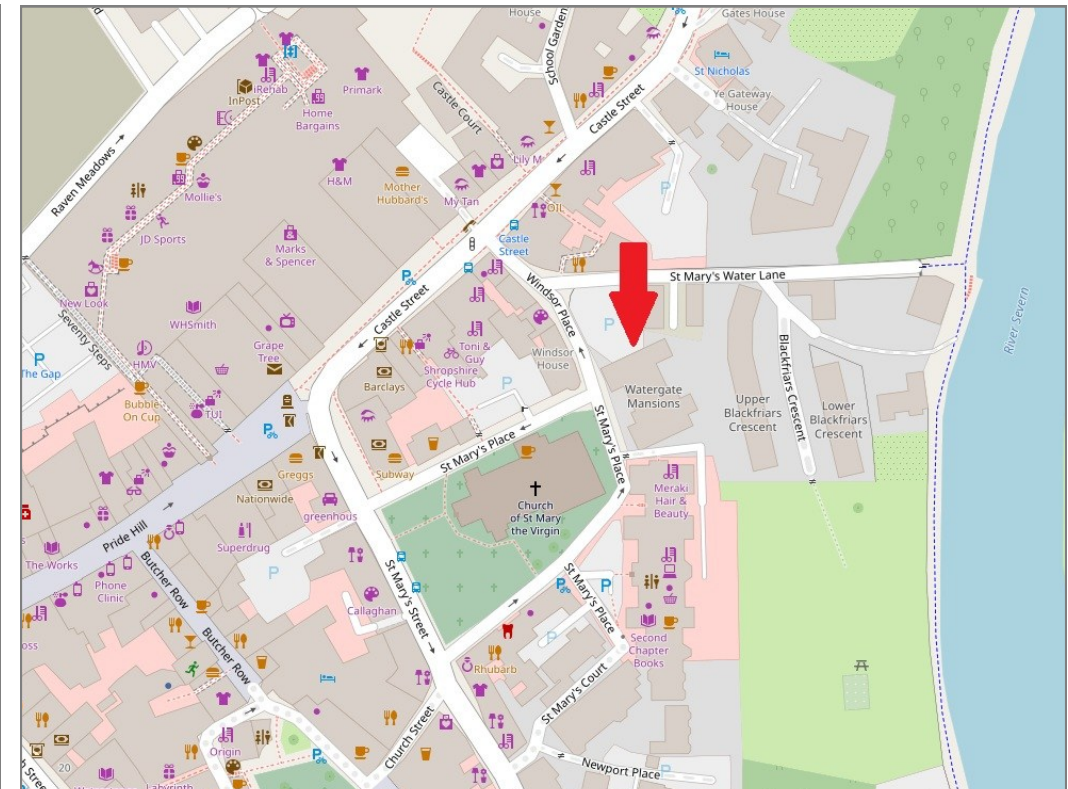 House
Gates House
School Garden
St Nicholas
iRehab
InPost
Primark
Home
Bargains
Castle Court
Castle Street
Ye Gateway
House
Raven Meadows
Lily M
H&M
Mother
Hubbard's
My Tan
OIL
Mollie's
JD Sports
Castle
Street
Marks
& Spencer
St Mary's Water Lane
New Look
Windsor Place
River Severn
WHSmith
Castle Street
Seventy Steps
Grape
Tree
Toni &
Guy
Windsor
House
HMV
The Gap
Shropshire
Cycle Hub
Barclays
Watergate
Mansions
Blackfriars Crescent
Bubble
On Cup
TUI
Upper
Blackfriars
Crescent
Lower
Blackfriars
Crescent
St Mary's Place
St Mary's Place
Greggs
Subway
Nationwide
Church
of St Mary
the Virgin
Meraki
Hair &
Beauty
greenhous
Pride Hill
Superdrug
The Works
Phone
Clinic
Butcher Row
St Mary's Street
St Mary's Place
Callaghan
Butcher Row
Second
Chapter
Books
oss
Rhubarb
St Mary's Court
Church Street
Origin
20
Newport Place
Labyrinth